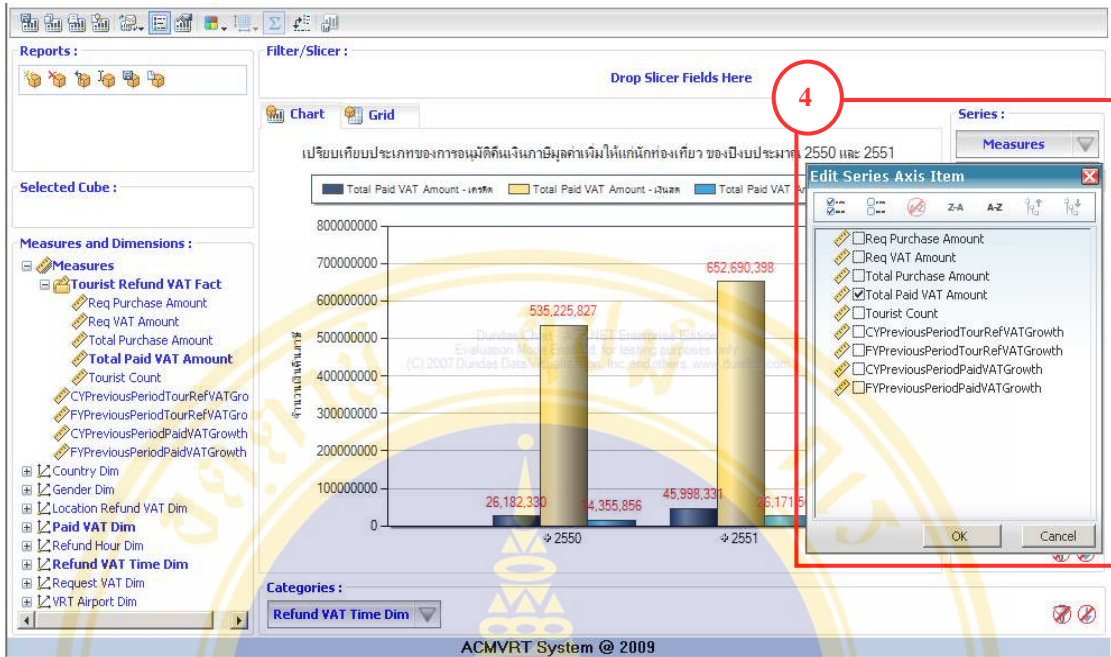 Reports :
Filter/Slicer :
Drop Slicer Fields Here
4
Chart
Grid
Series :
Measures
เปรียบเทียบประเภทของการอนุมัติคืนเงินภาษีมูลค่าเพิ่มให้แก่นักท่องเที่ยว ของปีงบประมาณ 2550 และ 2551
Total Paid VAT Amount - เครดิต
Total Paid VAT Amount - เงินสด
Total Paid VAT
Selected Cube :
Measures and Dimensions :
Measures
Tourist Refund VAT Fact
Req Purchase Amount
Req VAT Amount
Total Purchase Amount
Total Paid VAT Amount
Tourist Count
CYPreviousPeriodTourRefVATGro
FYPreviousPeriodTourRefVATGro
CYPreviousPeriodPaidVATGrowth
FYPreviousPeriodPaidVATGrowth
Country Dim
Gender Dim
Location Refund VAT Dim
Paid VAT Dim
Refund Hour Dim
Refund VAT Time Dim
Request VAT Dim
VRT Airport Dim
800000000
700000000
600000000
500000000
400000000
300000000
200000000
100000000
0
652,690,398
535,225,827
26,182,330
14,355,856
45,998,331
26,171,5
2550
2551
Edit Series Axis Item
Z-A
A-Z
Req Purchase Amount
Req VAT Amount
Total Purchase Amount
Total Paid VAT Amount
Tourist Count
CYPreviousPeriodTourRefVATGrowth
FYPreviousPeriodTourRefVATGrowth
CYPreviousPeriodPaidVATGrowth
FYPreviousPeriodPaidVATGrowth
OK
Cancel
Categories :
Refund VAT Time Dim
ACMVRT System @ 2009